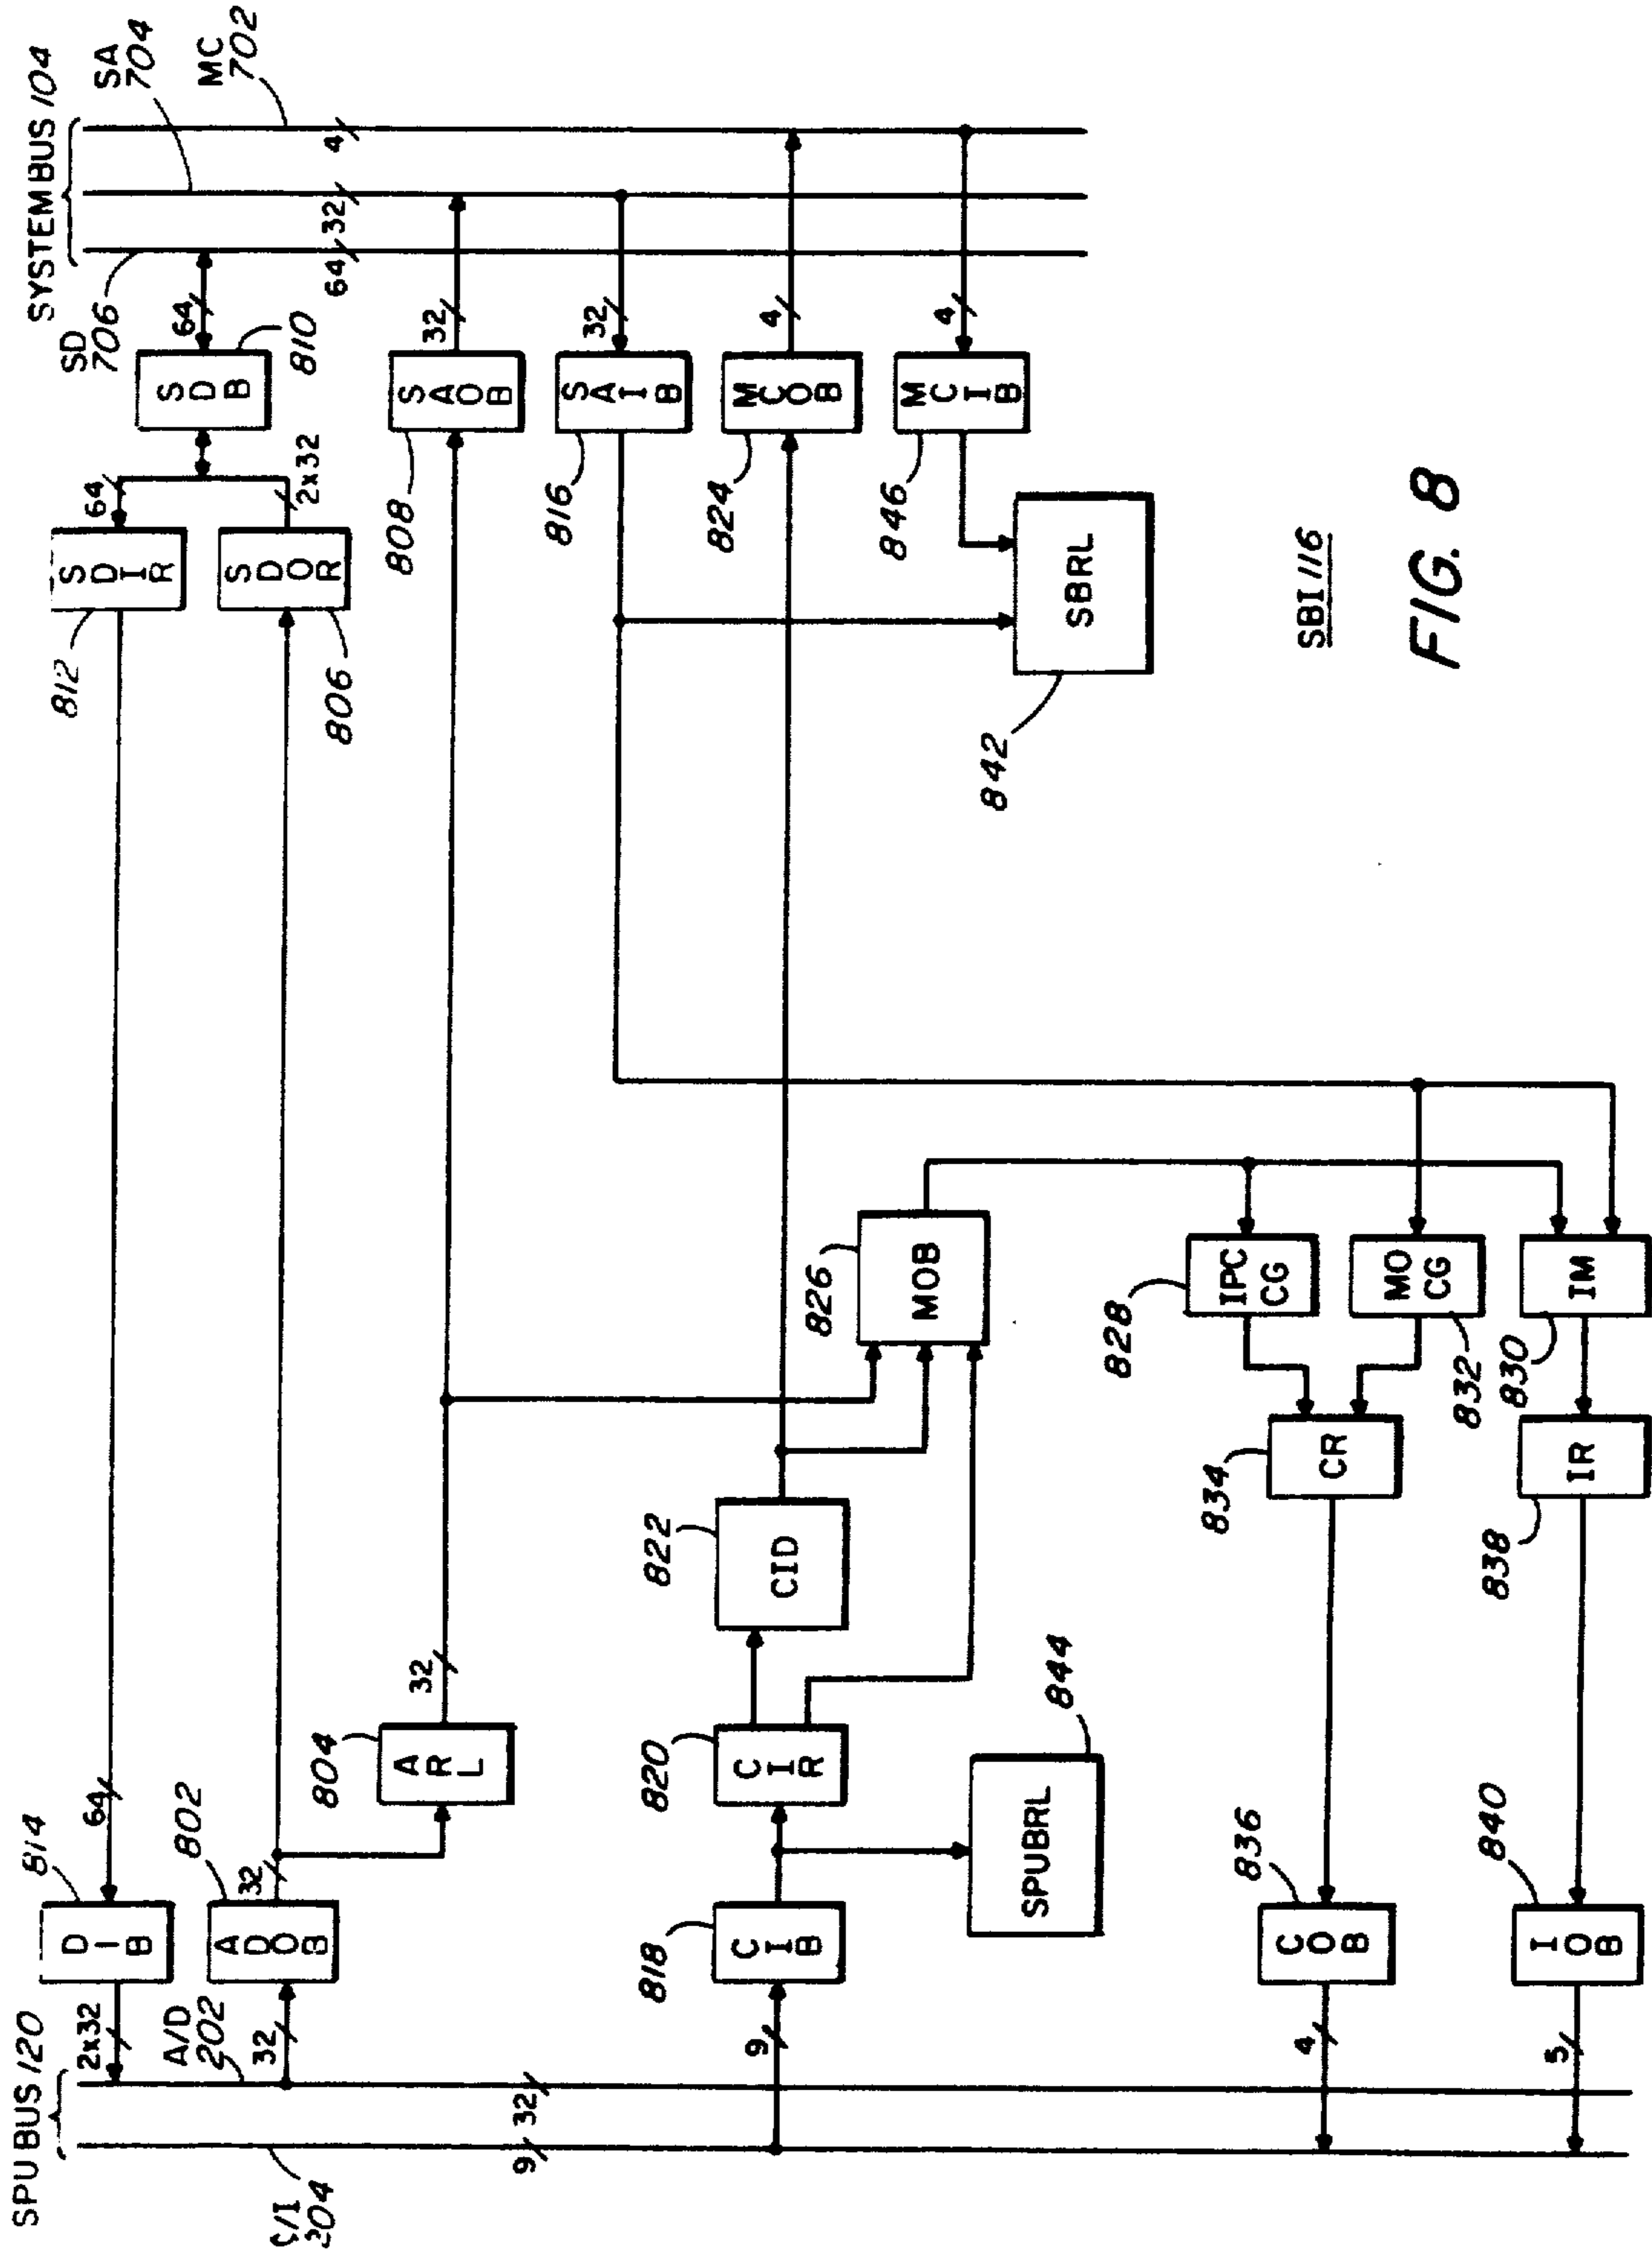 SPU BUS 120
C/I
204
A/D
202
9
32
2x32
32
9
4
5
814
DIB
64
802
ADOB
32
804
ARL
32
818
CIB
820
CIR
822
CID
SPUBRL
844
826
MOB
836
COB
840
IOB
834
CR
838
IR
828
IPC
CG
MO
CG
832
830
IM
812
SDIR
64
806
SDOR
2x32
SDB
810
64
808
SAOB
32
816
SAIB
32
824
MCOB
4
846
MCIB
4
842
SBRL
SYSTEM BUS 104
SD
706
SA
704
MC
702
64
32
4
SBI 116
FIG. 8